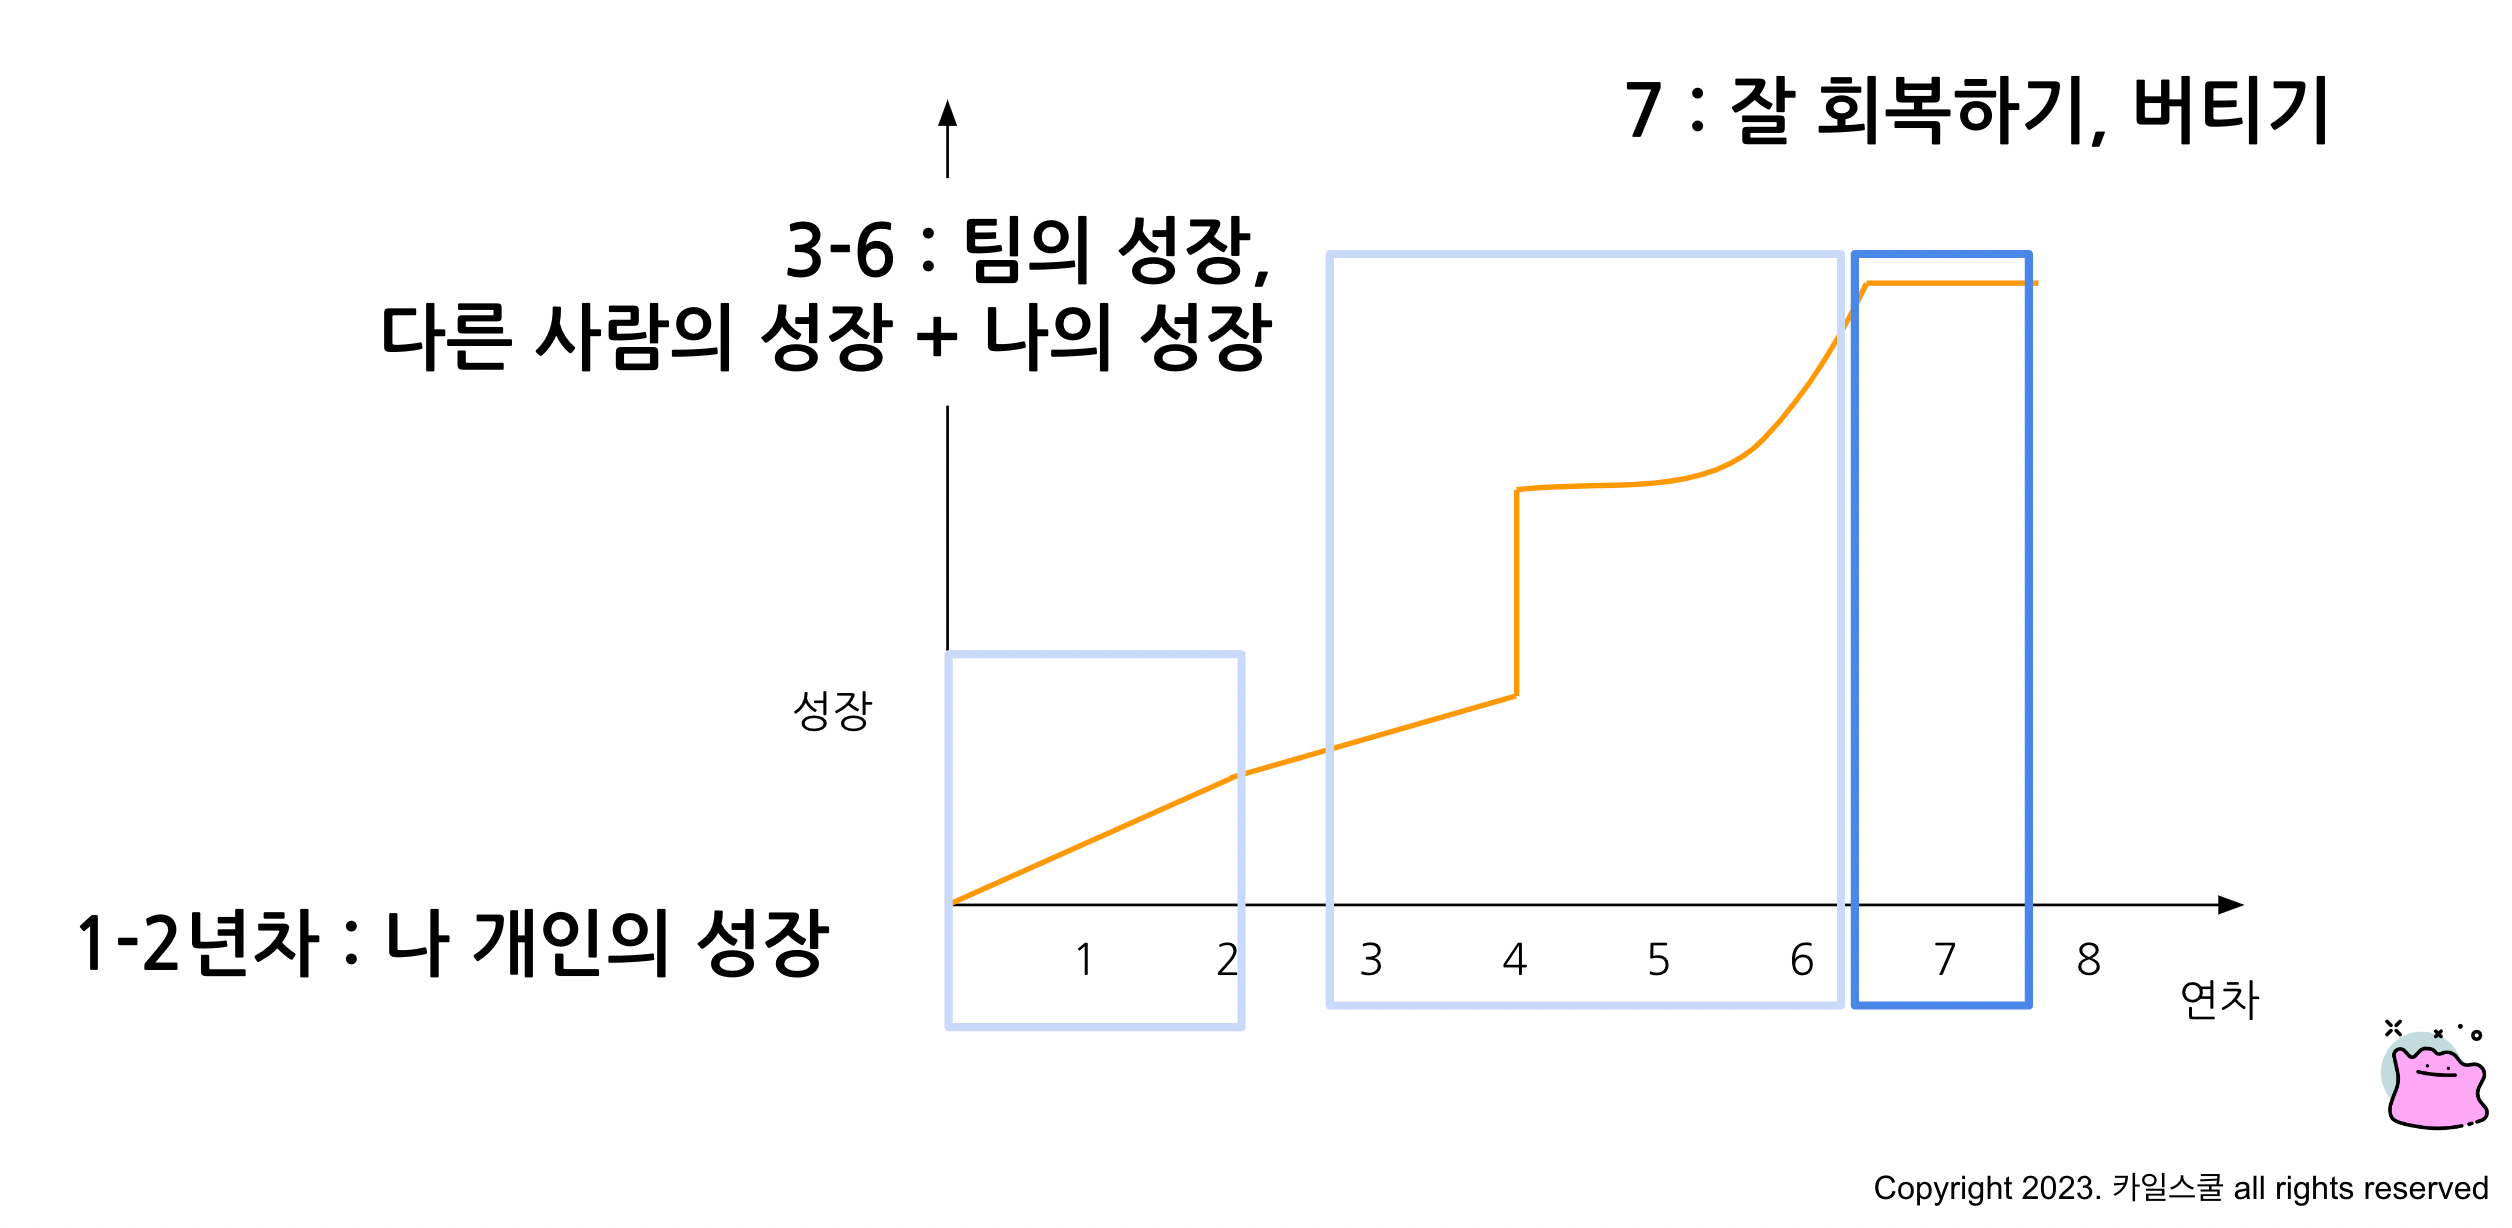 7 : 잘 회복하기, 버티기
3-6 : 팀의 성장,
다른 사람의 성장 + 나의 성장
성장
1-2년차 : 나 개인의 성장
1 2 3 4 5 6 7 8
연차
Copyright 2023. 카일스쿨 all rights reserved